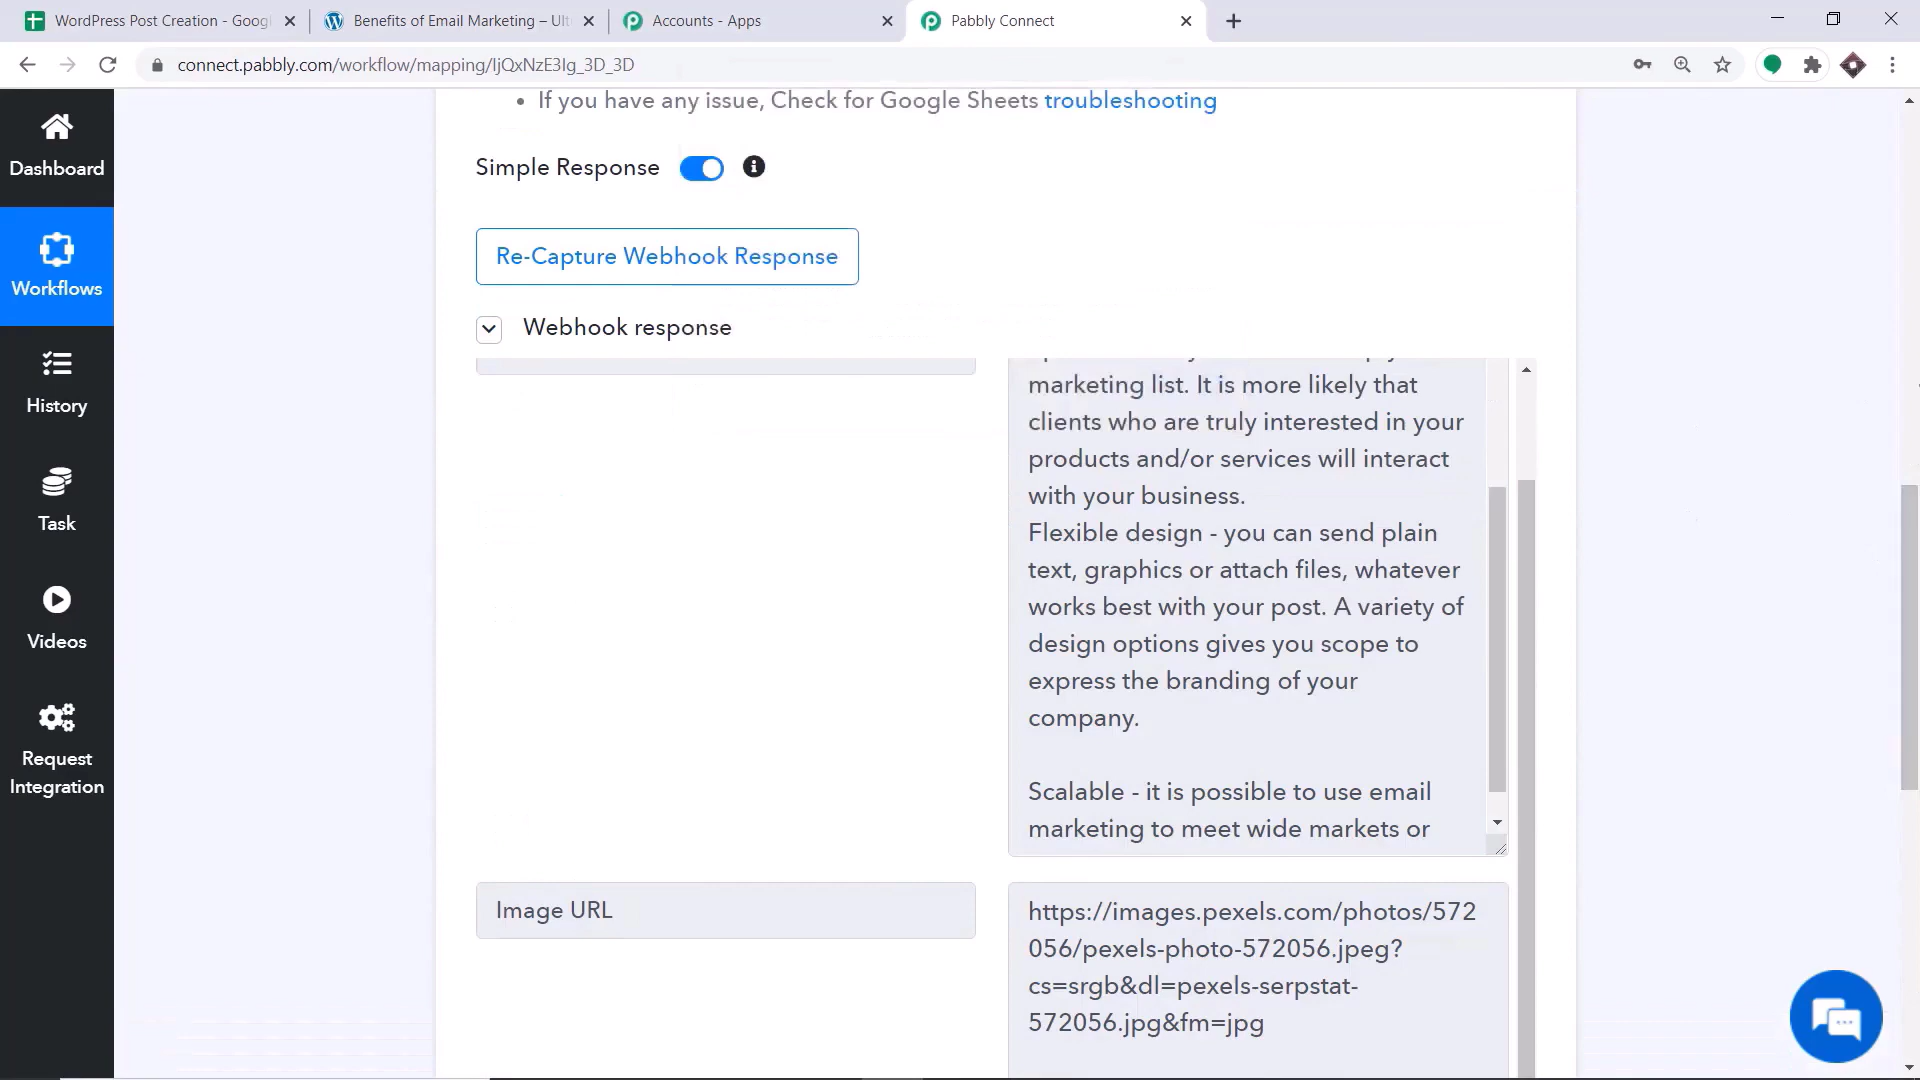 WordPress Post Creation - Goog
Benefits of Email Marketing – Ult
Accounts - Apps
Pabbly Connect
connect.pabbly.com/workflow/mapping/IjQxNzE3Ig_3D_3D
Dashboard
Workflows
History
Task
Videos
Request
Integration
• If you have any issue, Check for Google Sheets troubleshooting
Simple Response
Re-Capture Webhook Response
Webhook response
marketing list. It is more likely that
clients who are truly interested in your
products and/or services will interact
with your business.
Flexible design - you can send plain
text, graphics or attach files, whatever
works best with your post. A variety of
design options gives you scope to
express the branding of your
company.
Scalable - it is possible to use email
marketing to meet wide markets or
Image URL
https://images.pexels.com/photos/572
056/pexels-photo-572056.jpeg?
cs=srgb&dl=pexels-serpstat-
572056.jpg&fm=jpg